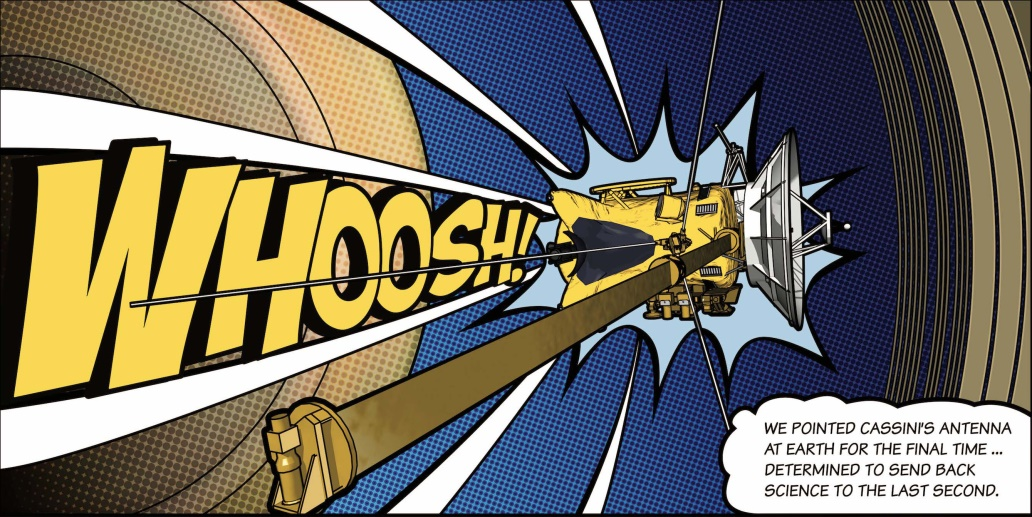 WHOOSH!
WE POINTED CASSINI'S ANTENNA
AT EARTH FOR THE FINAL TIME ...
DETERMINED TO SEND BACK
SCIENCE TO THE LAST SECOND.